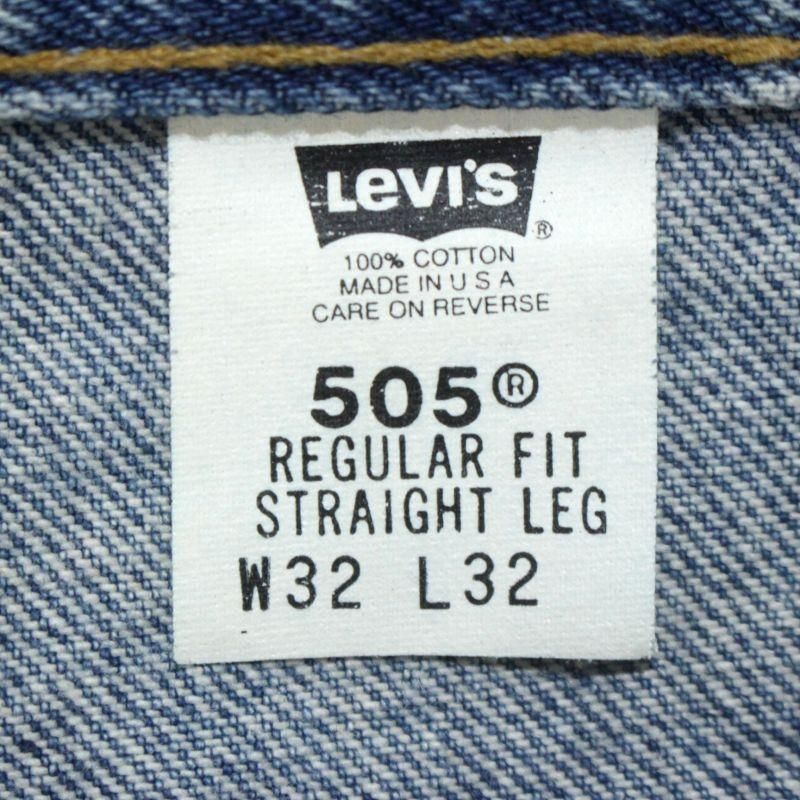 Levi's ®
100% COTTON
MADE IN U S A
CARE ON REVERSE
505®
REGULAR FIT
STRAIGHT LEG
W32 L32